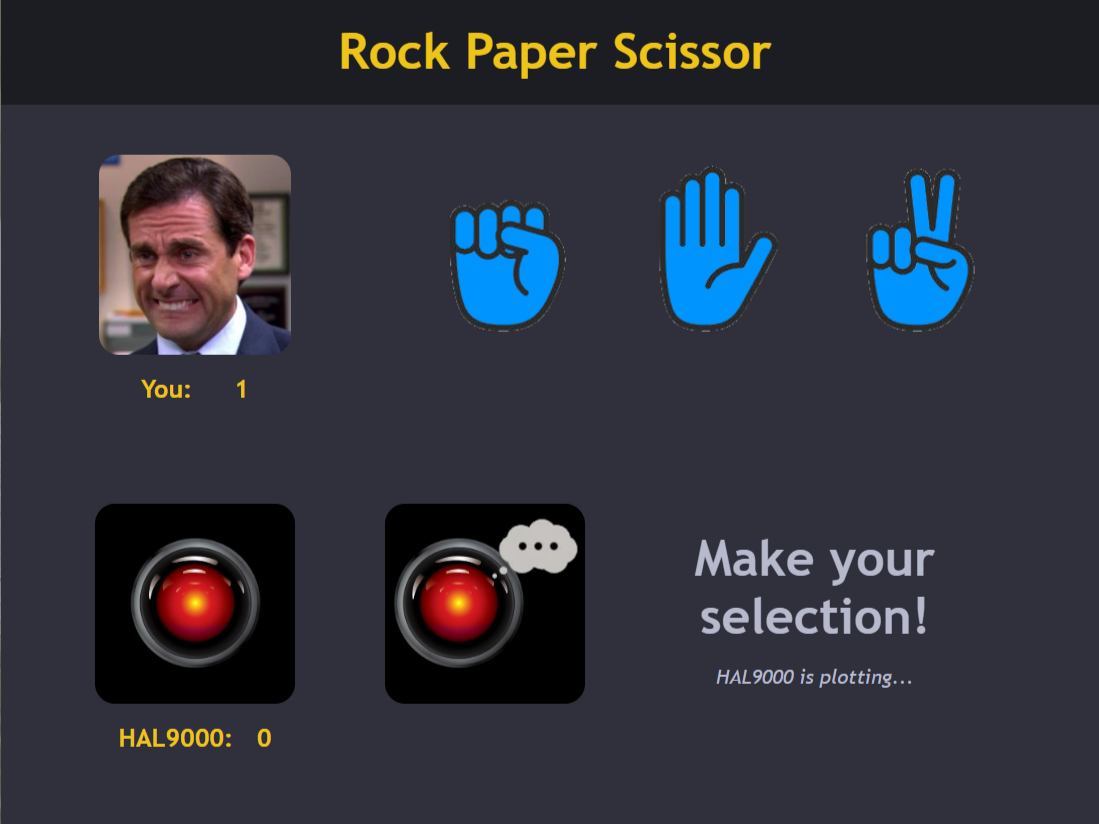 Rock Paper Scissor
You: 1
Make your
selection!
HAL9000 is plotting...
HAL9000: 0